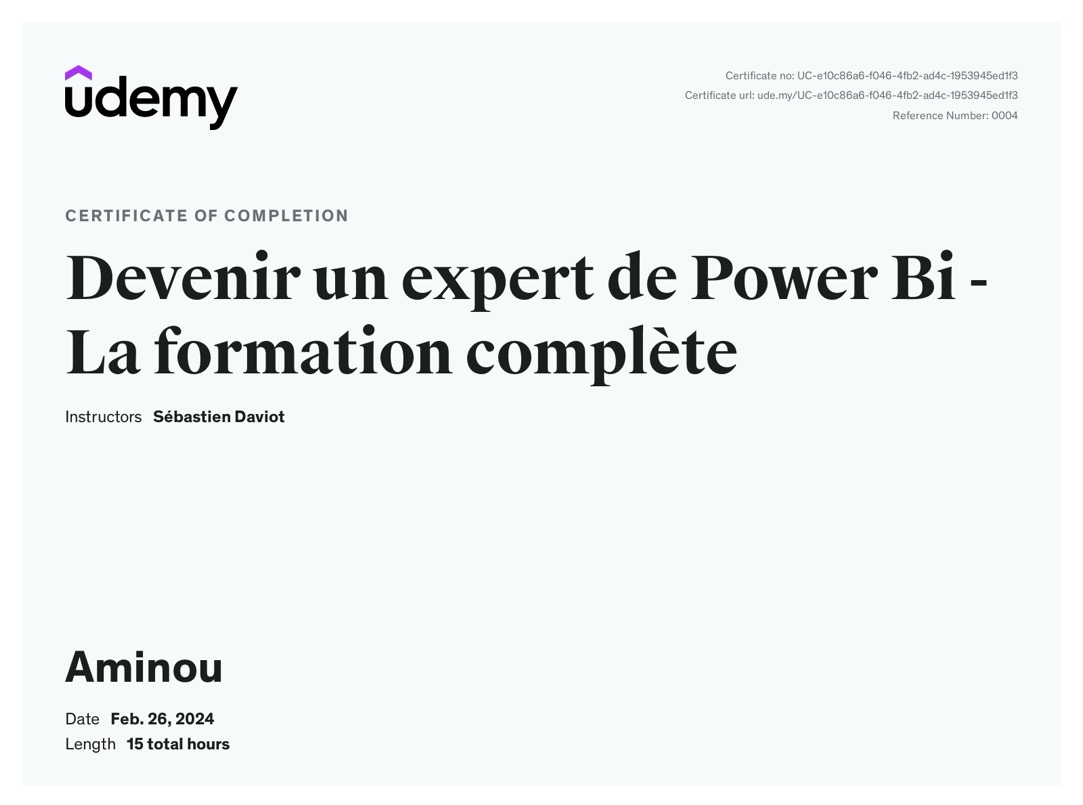 udemy
Certificate no: UC-e10c86a6-f046-4fb2-ad4c-1953945ed1f3
Certificate url: ude.my/UC-e10c86a6-f046-4fb2-ad4c-1953945ed1f3
Reference Number: 0004
CERTIFICATE OF COMPLETION
Devenir un expert de Power Bi -
La formation complète
Instructors Sébastien Daviot
Aminou
Date Feb. 26, 2024
Length 15 total hours